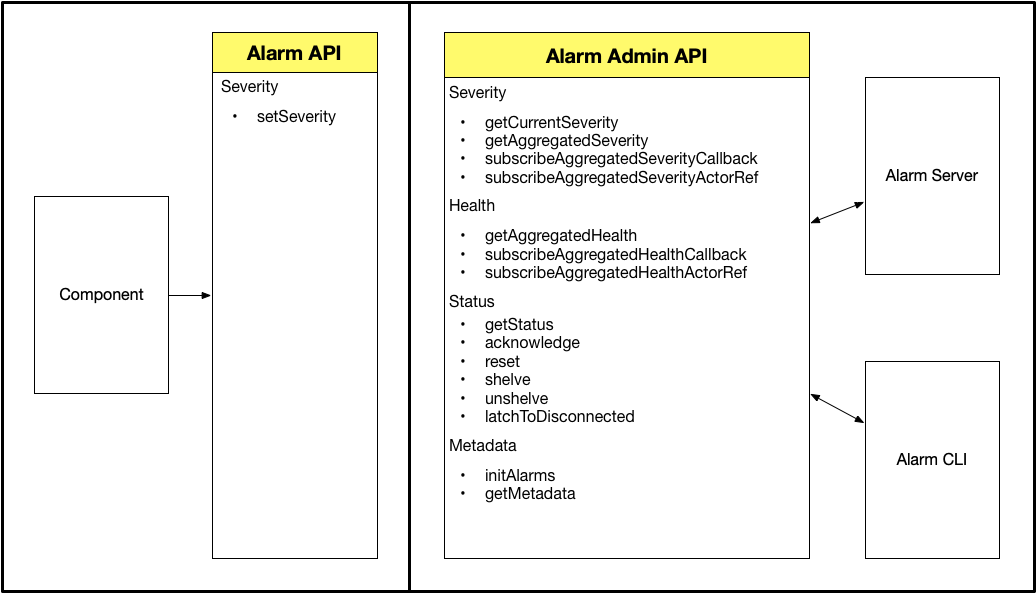 Component
Alarm API
Severity
• setSeverity
Alarm Admin API
Severity
• getCurrentSeverity
• getAggregatedSeverity
• subscribeAggregatedSeverityCallback
• subscribeAggregatedSeverityActorRef
Health
• getAggregatedHealth
• subscribeAggregatedHealthCallback
• subscribeAggregatedHealthActorRef
Status
• getStatus
• acknowledge
• reset
• shelve
• unshelve
• latchToDisconnected
Metadata
• initAlarms
• getMetadata
Alarm Server
Alarm CLI